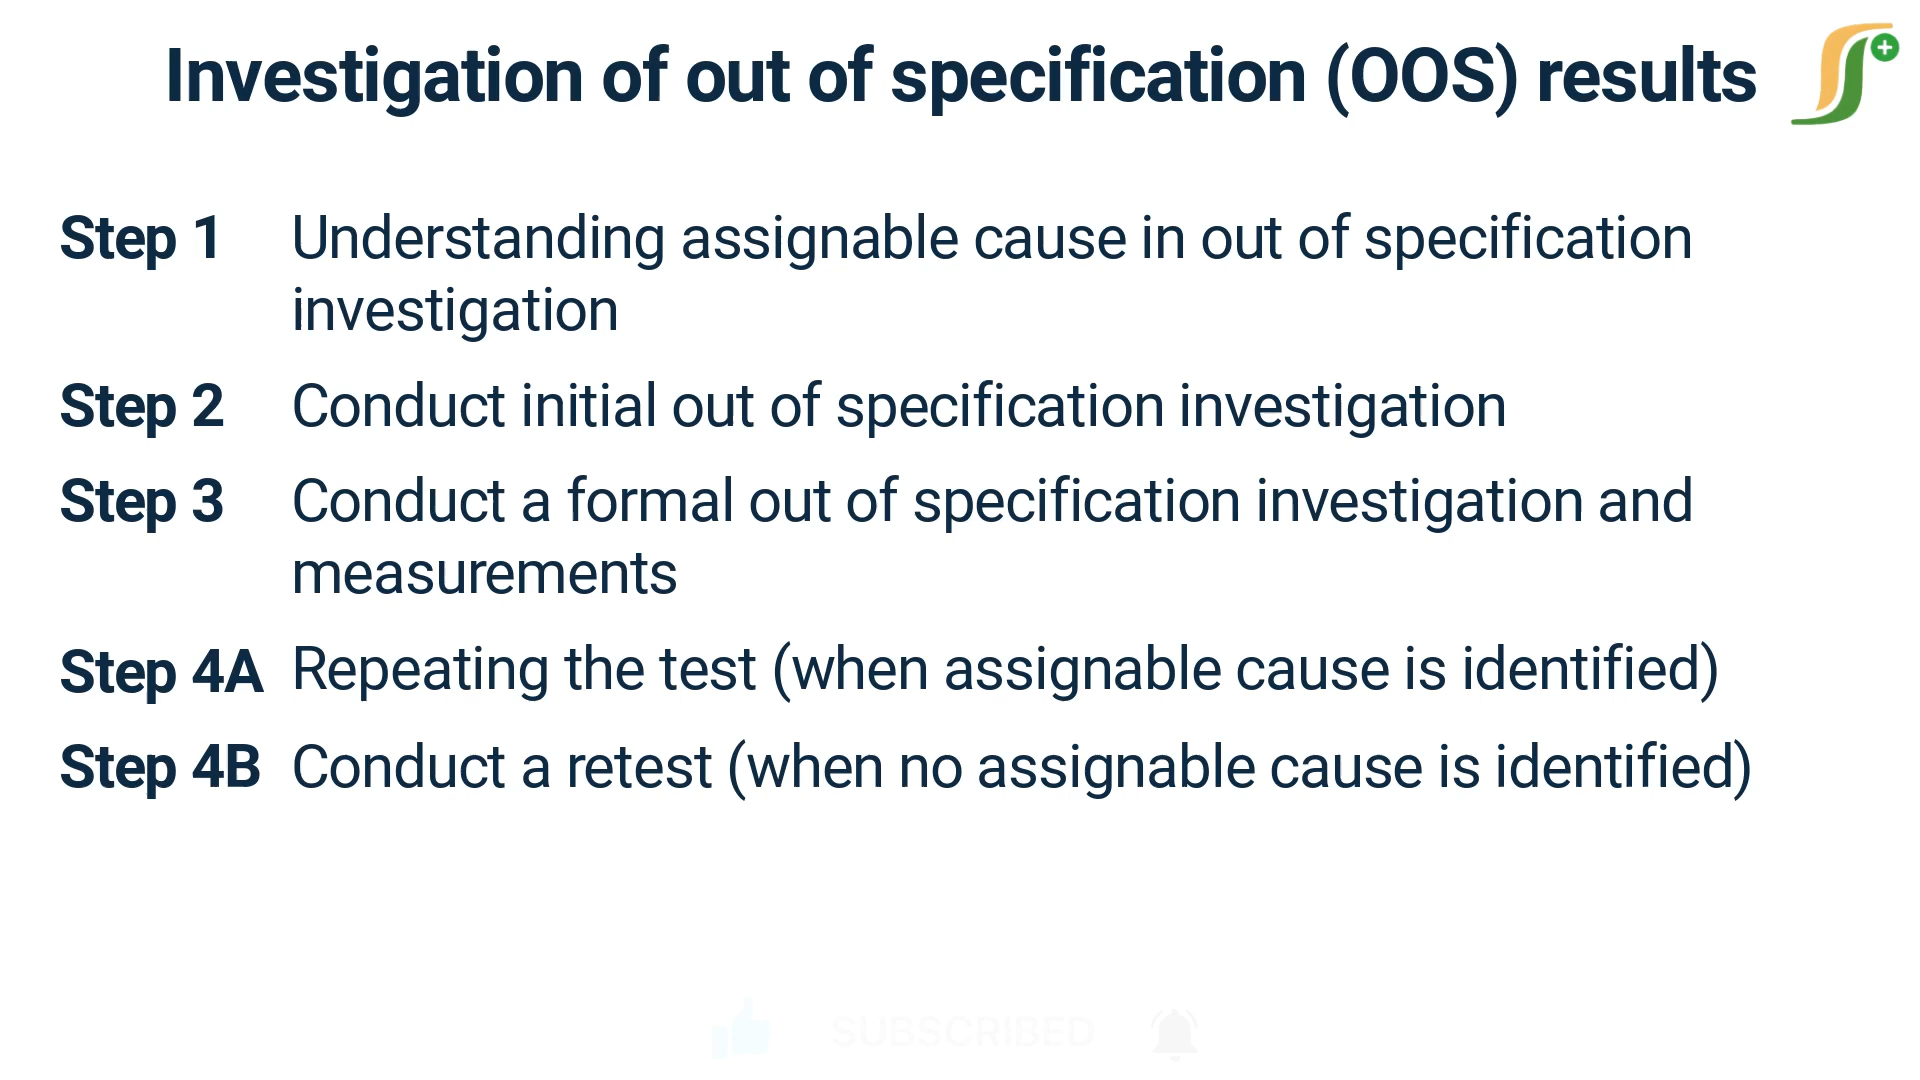 Investigation of out of specification (OOS) results
Step 1 Understanding assignable cause in out of specification
investigation
Step 2 Conduct initial out of specification investigation
Step 3 Conduct a formal out of specification investigation and
measurements
Step 4A Repeating the test (when assignable cause is identified)
Step 4B Conduct a retest (when no assignable cause is identified)
SUBSCRIBED